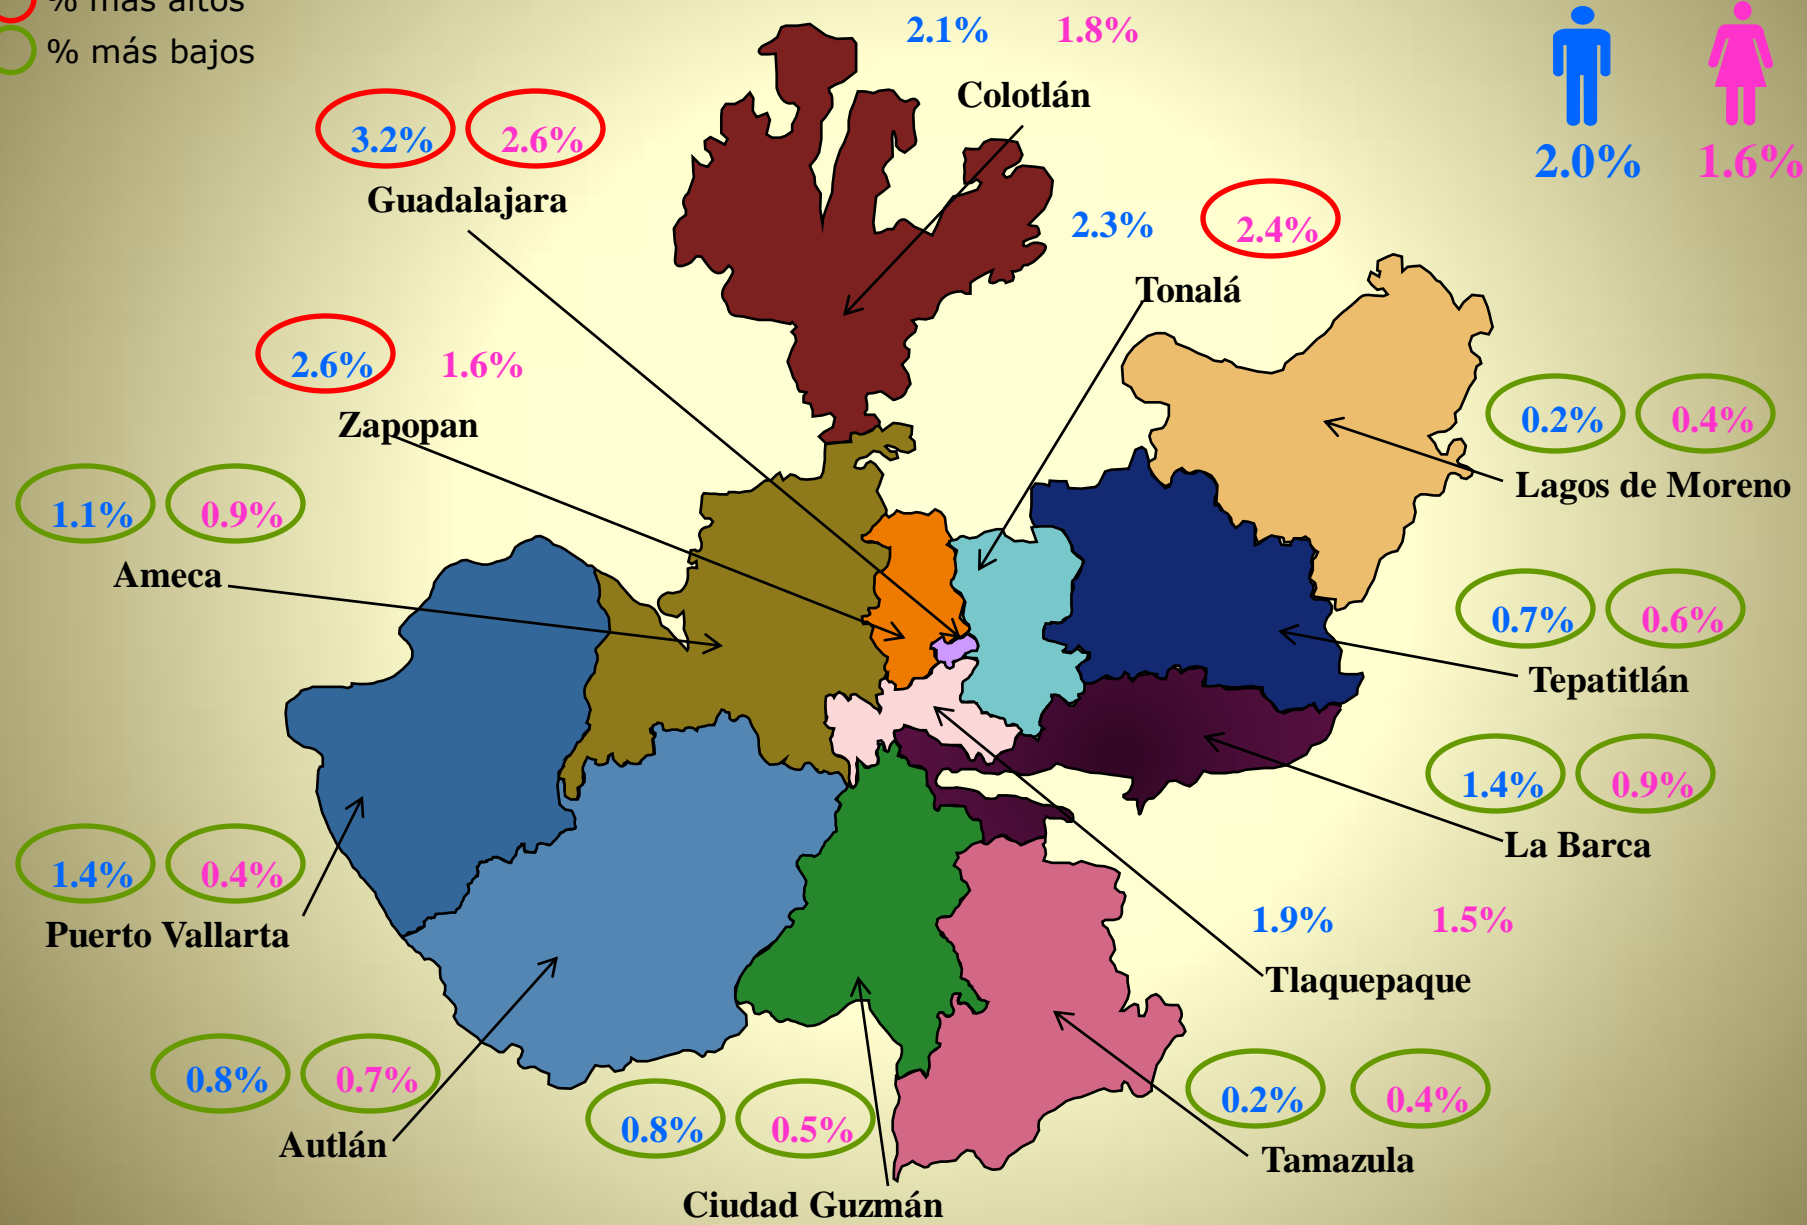 % más altos
% más bajos
2.1% 1.8%
Colotlán
2.0% 1.6%
3.2% 2.6%
Guadalajara
2.3% 2.4%
Tonalá
2.6% 1.6%
Zapopan
0.2% 0.4%
Lagos de Moreno
1.1% 0.9%
Ameca
0.7% 0.6%
Tepatitlán
1.4% 0.9%
La Barca
1.4% 0.4%
Puerto Vallarta
1.9% 1.5%
Tlaquepaque
0.8% 0.7%
Autlán
0.8% 0.5%
Ciudad Guzmán
0.2% 0.4%
Tamazula